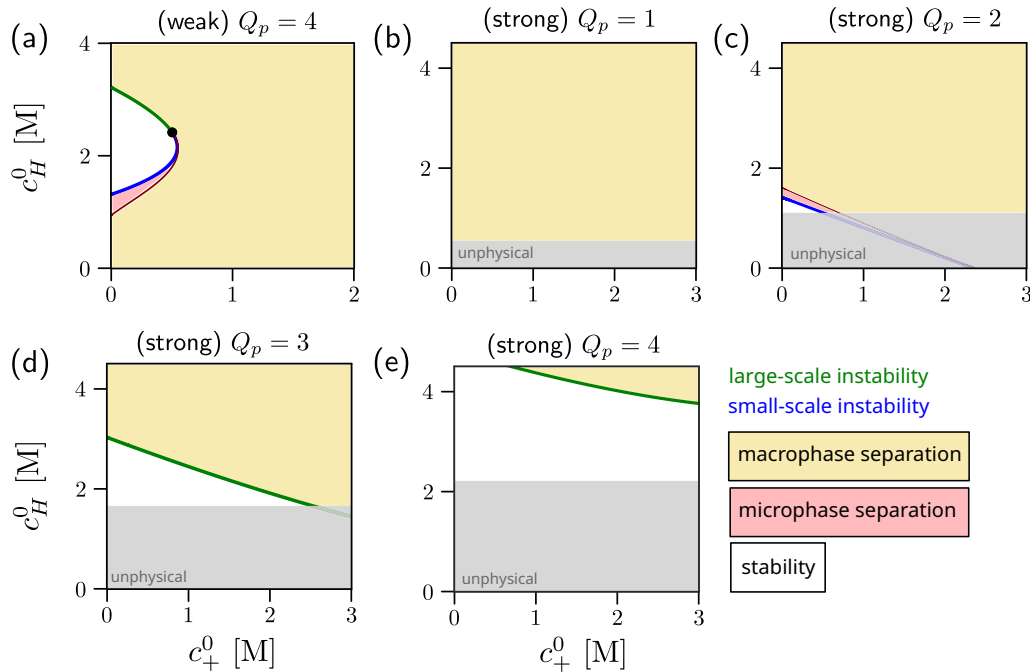 (a)
(weak) Q_p = 4
c_H^0 [M]
4
2
0
0 1 2
(b)
(strong) Q_p = 1
4
2
0
unphysical
0 1 2 3
(c)
(strong) Q_p = 2
4
2
0
unphysical
0 1 2 3
(d)
(strong) Q_p = 3
c_H^0 [M]
4
2
0
unphysical
0 1 2 3
c_+^0 [M]
(e)
(strong) Q_p = 4
4
2
0
unphysical
0 1 2 3
c_+^0 [M]
large-scale instability
small-scale instability
macrophase separation
microphase separation
stability